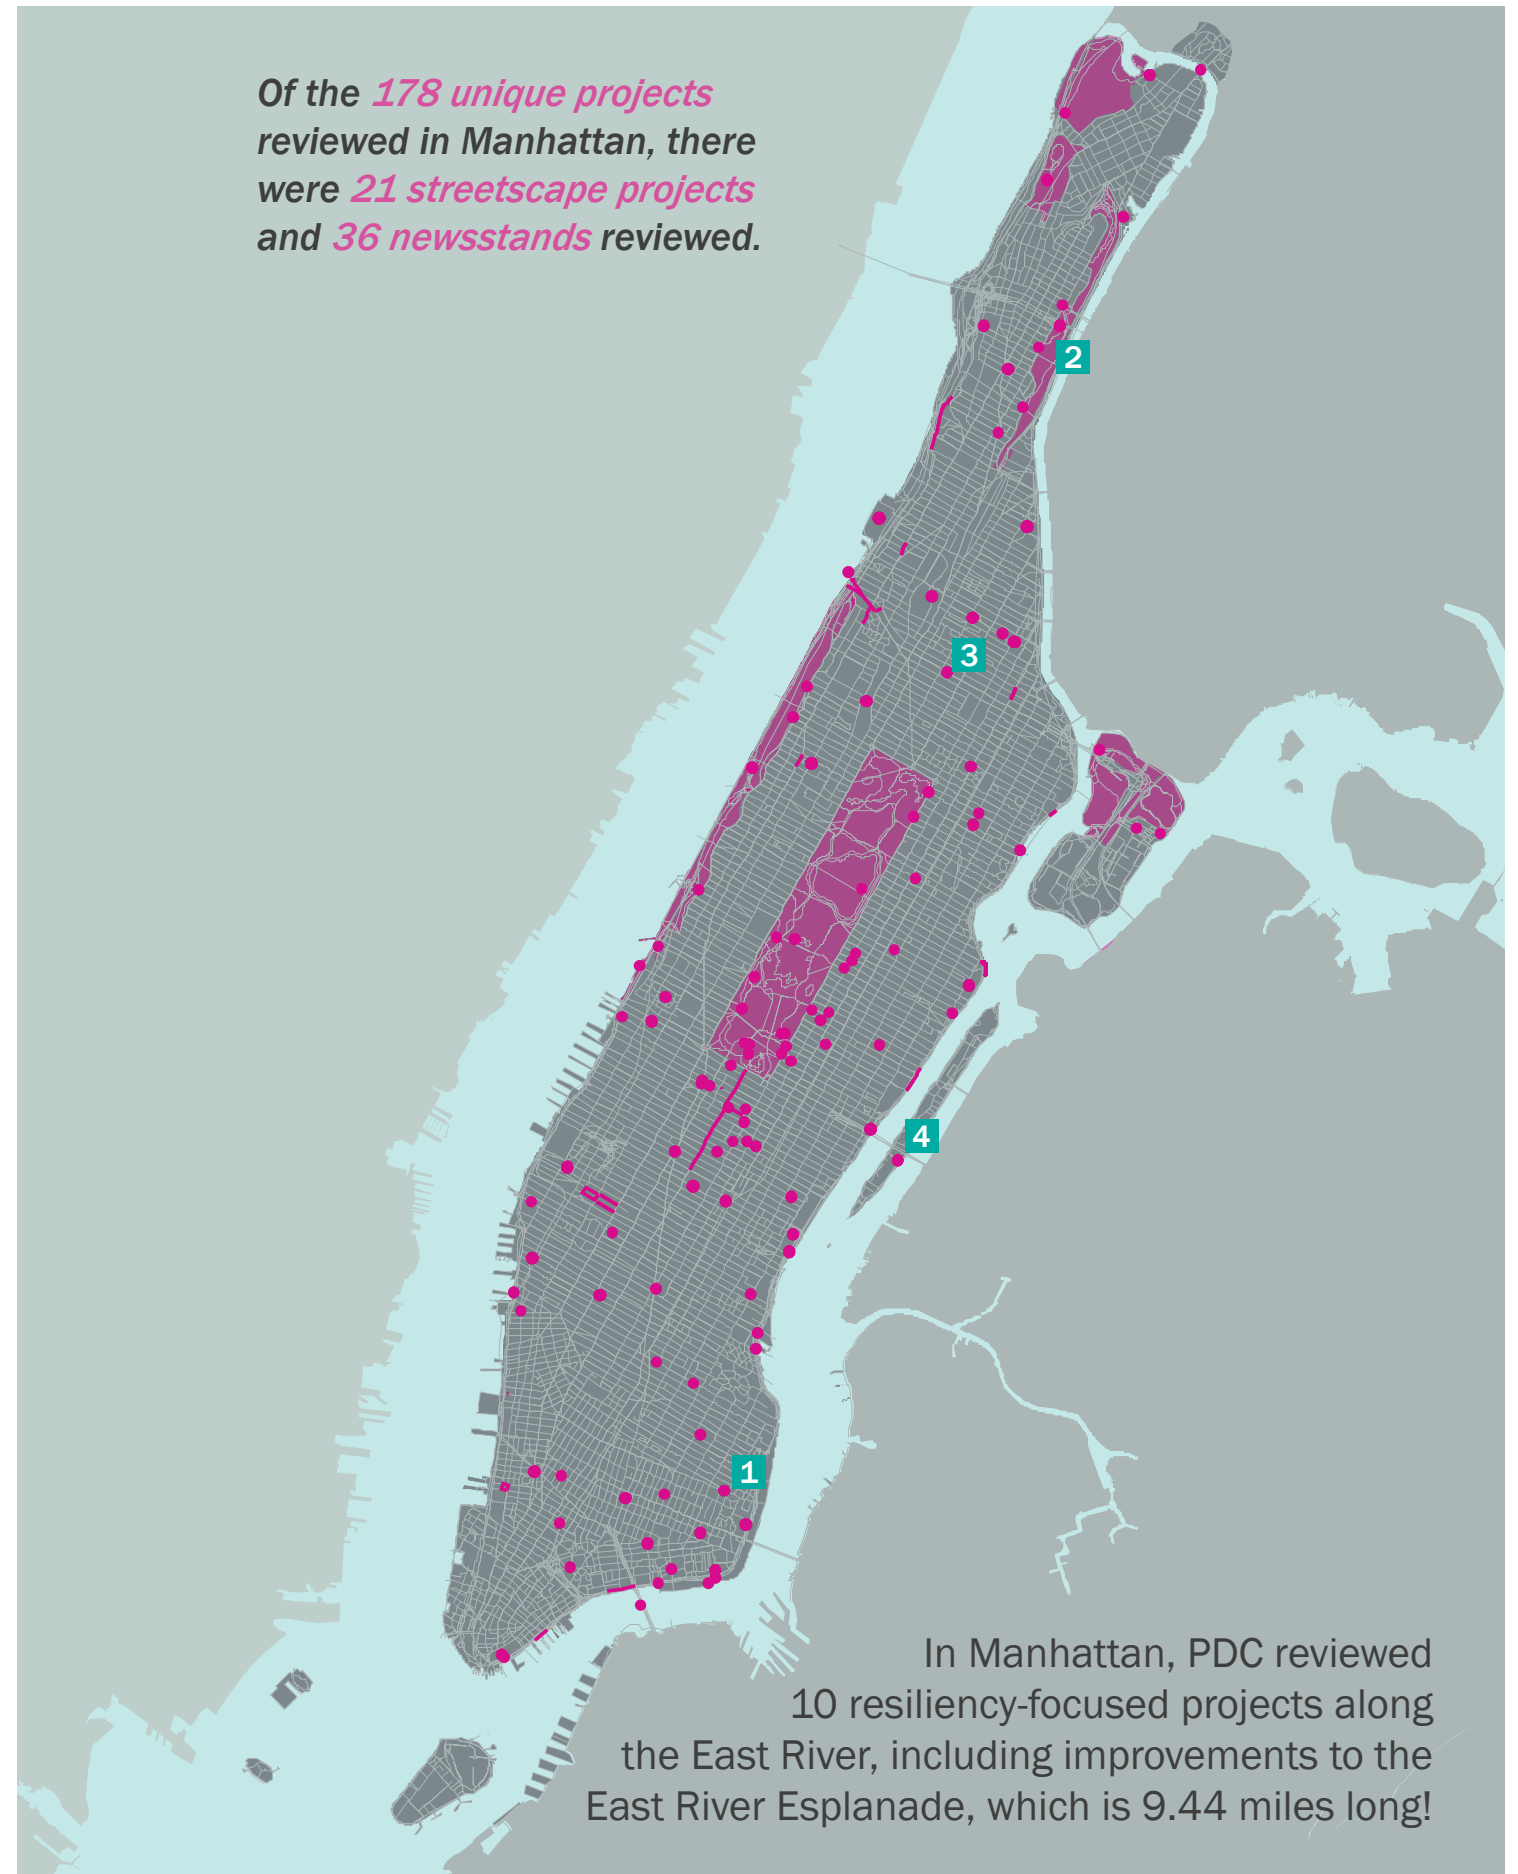 Of the 178 unique projects
reviewed in Manhattan, there
were 21 streetscape projects
and 36 newsstands reviewed.
2
3
4
1
In Manhattan, PDC reviewed
10 resiliency-focused projects along
the East River, including improvements to the
East River Esplanade, which is 9.44 miles long!